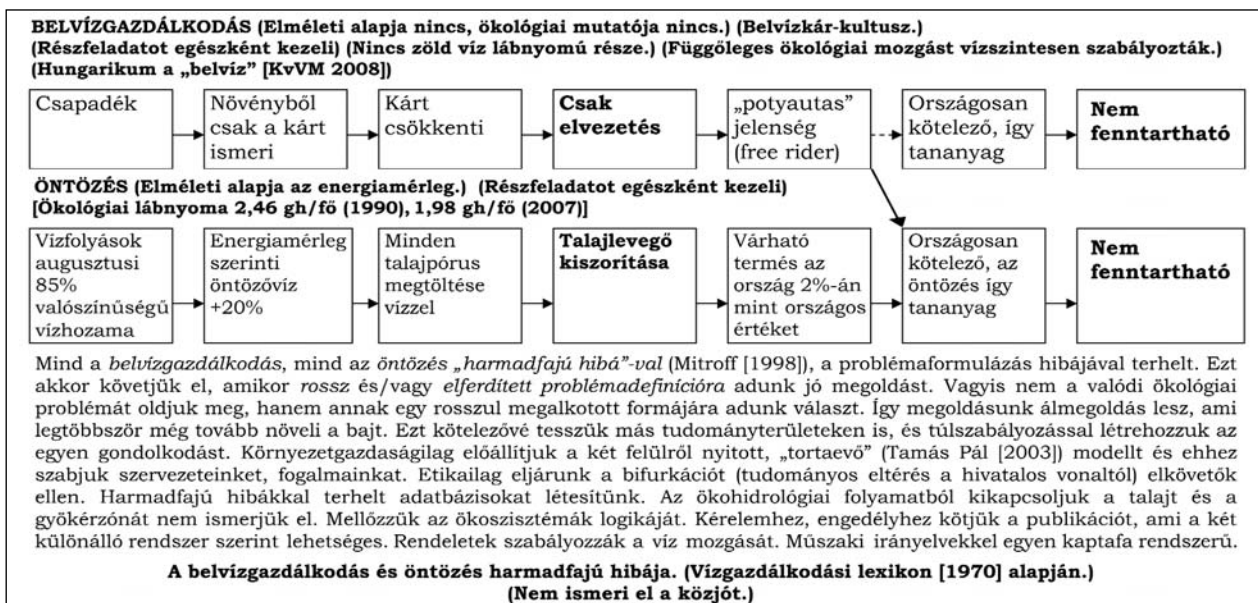 BELVÍZGAZDÁLKODÁS (Elméleti alapja nincs, ökológiai mutatója nincs.) (Belvízkár-kultusz.)
(Részfeladatot egészként kezeli) (Nincs zöld víz lábnyomú része.) (Függőleges ökológiai mozgást vízszintesen szabályozták.)
(Hungarikum a „belvíz” [KvVM 2008])
Csapadék
Növényből
csak a kárt
ismeri
Kárt
csökkenti
Csak
elvezetés
„potyautas”
jelenség
(free rider)
Országosan
kötelező, így
tananyag
Nem
fenntartható
ÖNTÖZÉS (Elméleti alapja az energiamérleg.) (Részfeladatot egészként kezeli)
[Ökológiai lábnyoma 2,46 gh/fő (1990), 1,98 gh/fő (2007)]
Vízfolyások
augusztusi
85%
valószínűségű
vízhozama
Energiamérleg
szerinti
öntözővíz
+20%
Minden
talajpórus
megtöltése
vízzel
Talajlevegő
kiszorítása
Várható
termés az
ország 2%-án
mint országos
értéket
Országosan
kötelező, az
öntözés így
tananyag
Nem
fenntartható
Mind a belvízgazdálkodás, mind az öntözés „harmadfajú hibá”-val (Mitroff [1998]), a problémaformulázás hibájával terhelt. Ezt
akkor követjük el, amikor rossz és/vagy elferdített problémadefinícióra adunk jó megoldást. Vagyis nem a valódi ökológiai
problémát oldjuk meg, hanem annak egy rosszul megalkotott formájára adunk választ. Így megoldásunk álmegoldás lesz, ami
legtöbbször még tovább növeli a bajt. Ezt kötelezővé tesszük más tudományterületeken is, és túlszabályozással létrehozzuk az
egyen gondolkodást. Környezetgazdaságilag előállítjuk a két felülről nyitott, „tortaevő” (Tamás Pál [2003]) modellt és ehhez
szabjuk szervezeteinket, fogalmainkat. Etikailag eljárunk a bifurkációt (tudományos eltérés a hivatalos vonaltól) elkövetők
ellen. Harmadfajú hibákkal terhelt adatbázisokat létesítünk. Az ökohidrológiai folyamatból kikapcsoljuk a talajt és a
gyökérzónát nem ismerjük el. Mellőzzük az ökoszisztémák logikáját. Kérelemhez, engedélyhez kötjük a publikációt, ami a két
különálló rendszer szerint lehetséges. Rendeletek szabályozzák a víz mozgását. Műszaki irányelvekkel egyen kaptafa rendszerű.
A belvízgazdálkodás és öntözés harmadfajú hibája. (Vízgazdálkodási lexikon [1970] alapján.)
(Nem ismeri el a közjót.)